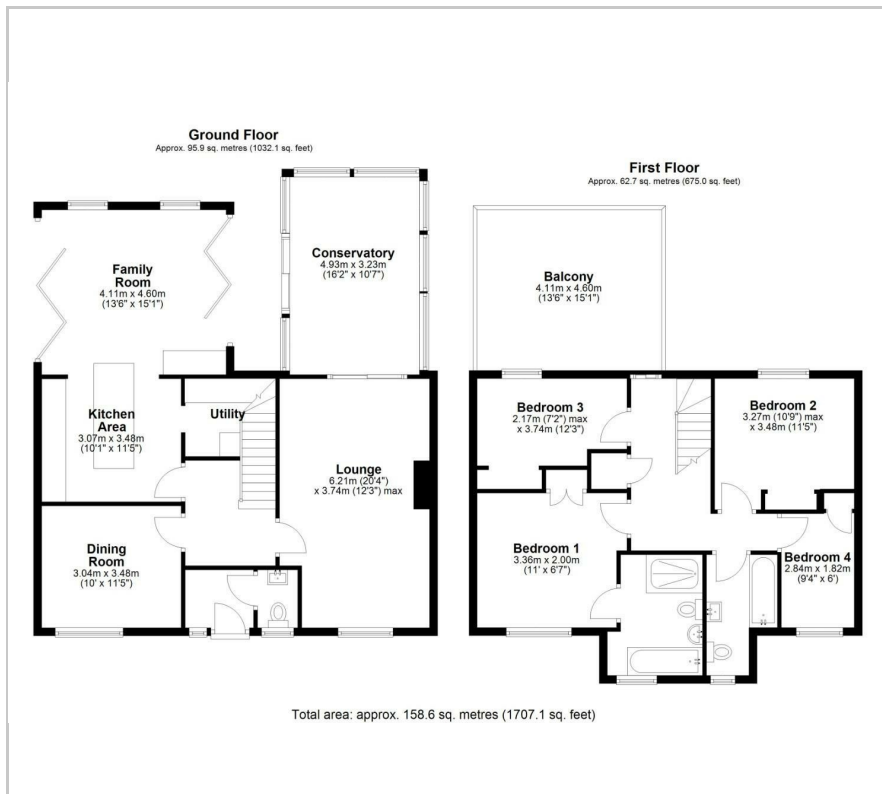 Ground Floor
Approx. 95.9 sq. metres (1032.1 sq. feet)
First Floor
Approx. 62.7 sq. metres (675.0 sq. feet)
Family
Room
4.11m x 4.60m
(13'6" x 15'1")
Conservatory
4.93m x 3.23m
(16'2" x 10'7")
Balcony
4.11m x 4.60m
(13'6" x 15'1")
Kitchen
Area
3.07m x 3.48m
(10'1" x 11'5")
Utility
Lounge
6.21m (20'4")
x 3.74m (12'3") max
Dining
Room
3.04m x 3.48m
(10' x 11'5")
Bedroom 3
2.17m (7'2") max
x 3.74m (12'3")
Bedroom 2
3.27m (10'9") max
x 3.48m (11'5")
Bedroom 1
3.36m x 2.00m
(11' x 6'7")
Bedroom 4
2.84m x 1.82m
(9'4" x 6')
Total area: approx. 158.6 sq. metres (1707.1 sq. feet)